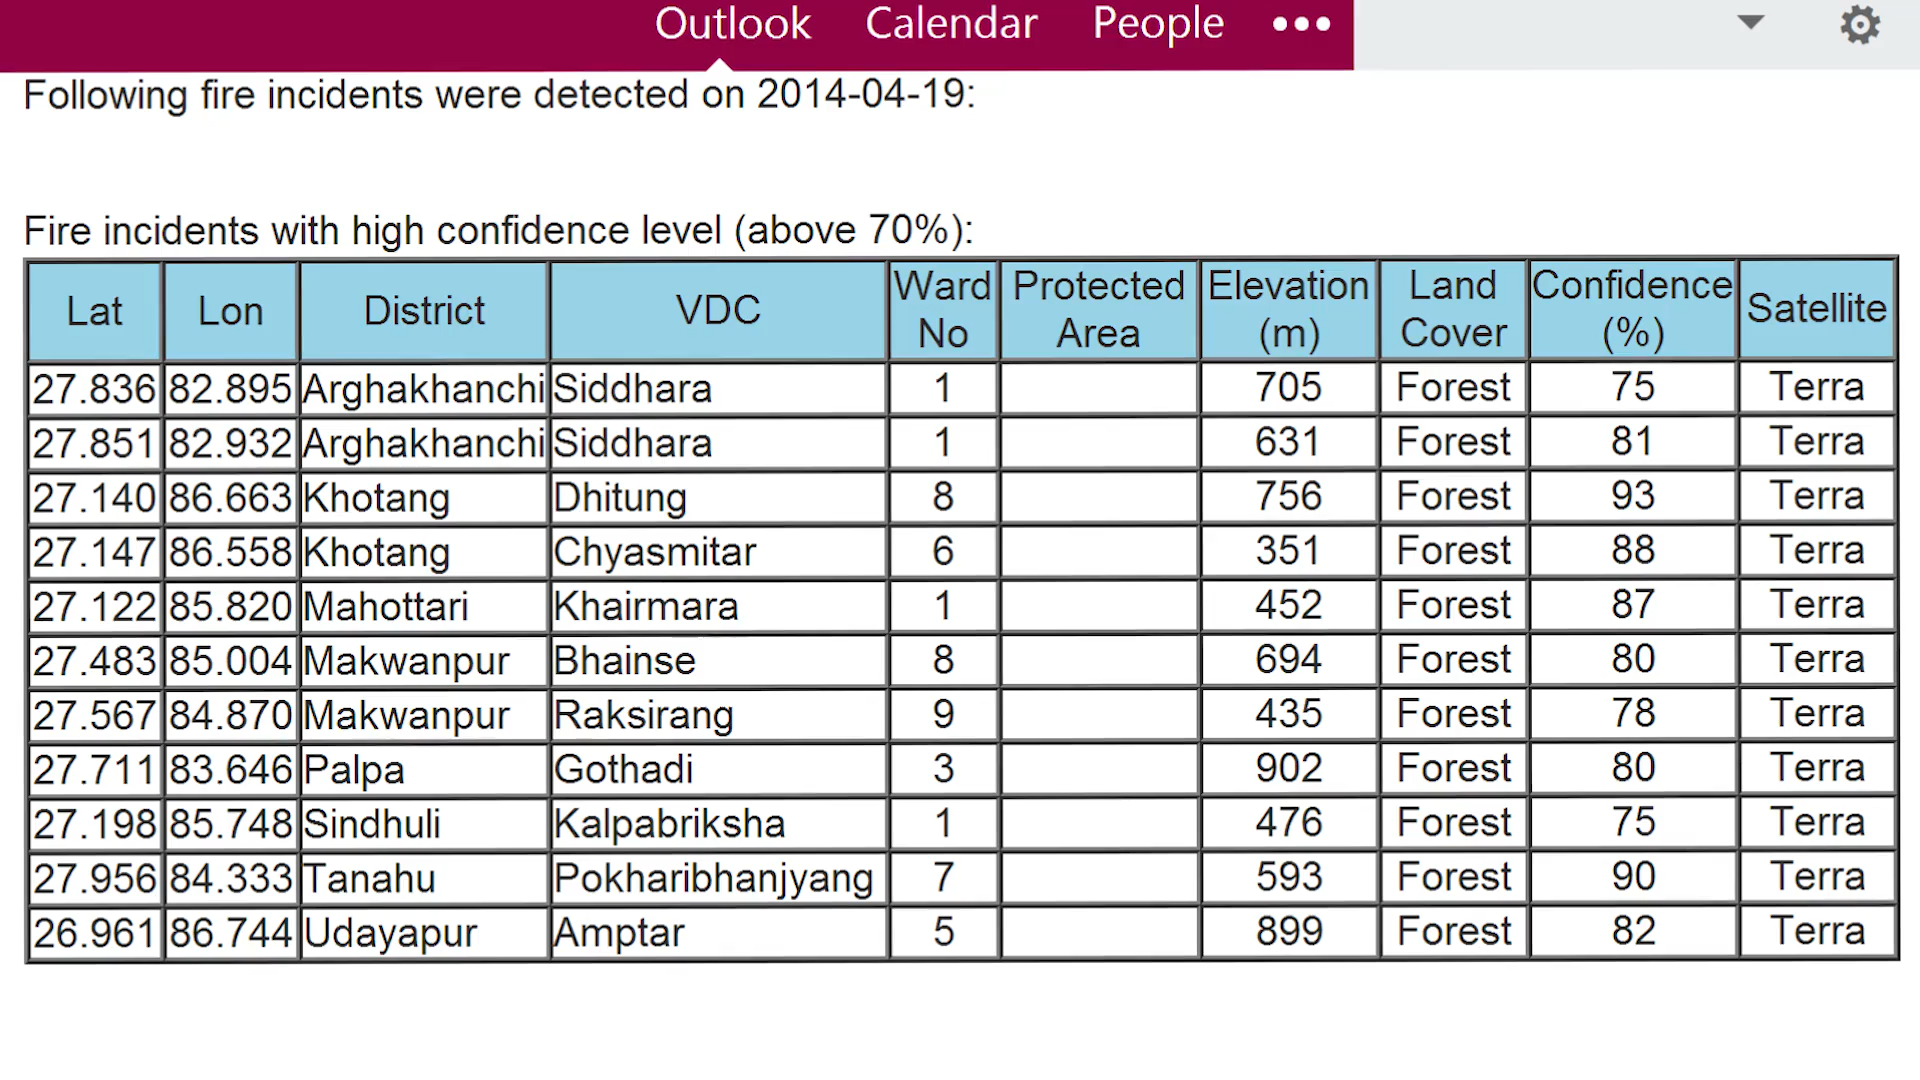 Outlook Calendar People •••
Following fire incidents were detected on 2014-04-19:
Fire incidents with high confidence level (above 70%):
Lat Lon District VDC Ward No Protected Area Elevation (m) Land Cover Confidence (%) Satellite
27.836 82.895 Arghakhanchi Siddhara 1 705 Forest 75 Terra
27.851 82.932 Arghakhanchi Siddhara 1 631 Forest 81 Terra
27.140 86.663 Khotang Dhitung 8 756 Forest 93 Terra
27.147 86.558 Khotang Chyasmitar 6 351 Forest 88 Terra
27.122 85.820 Mahottari Khairmara 1 452 Forest 87 Terra
27.483 85.004 Makwanpur Bhainse 8 694 Forest 80 Terra
27.567 84.870 Makwanpur Raksirang 9 435 Forest 78 Terra
27.711 83.646 Palpa Gothadi 3 902 Forest 80 Terra
27.198 85.748 Sindhuli Kalpabriksha 1 476 Forest 75 Terra
27.956 84.333 Tanahu Pokharibhanjyang 7 593 Forest 90 Terra
26.961 86.744 Udayapur Amptar 5 899 Forest 82 Terra